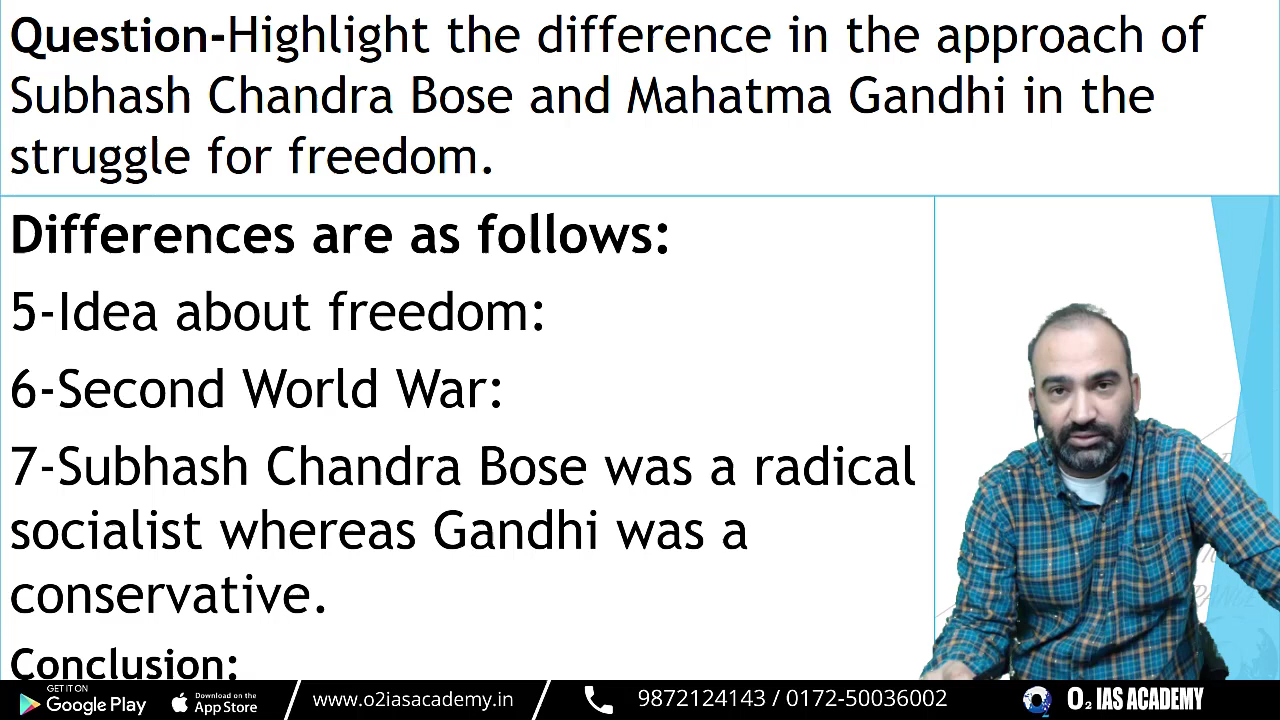 Question-Highlight the difference in the approach of
Subhash Chandra Bose and Mahatma Gandhi in the
struggle for freedom.
Differences are as follows:
5-Idea about freedom:
6-Second World War:
7-Subhash Chandra Bose was a radical
socialist whereas Gandhi was a
conservative.
Conclusion:
GET IT ON
Google Play
Download on the
App Store
www.o2iasacademy.in
9872124143 / 0172-50036002
O2 IAS ACADEMY